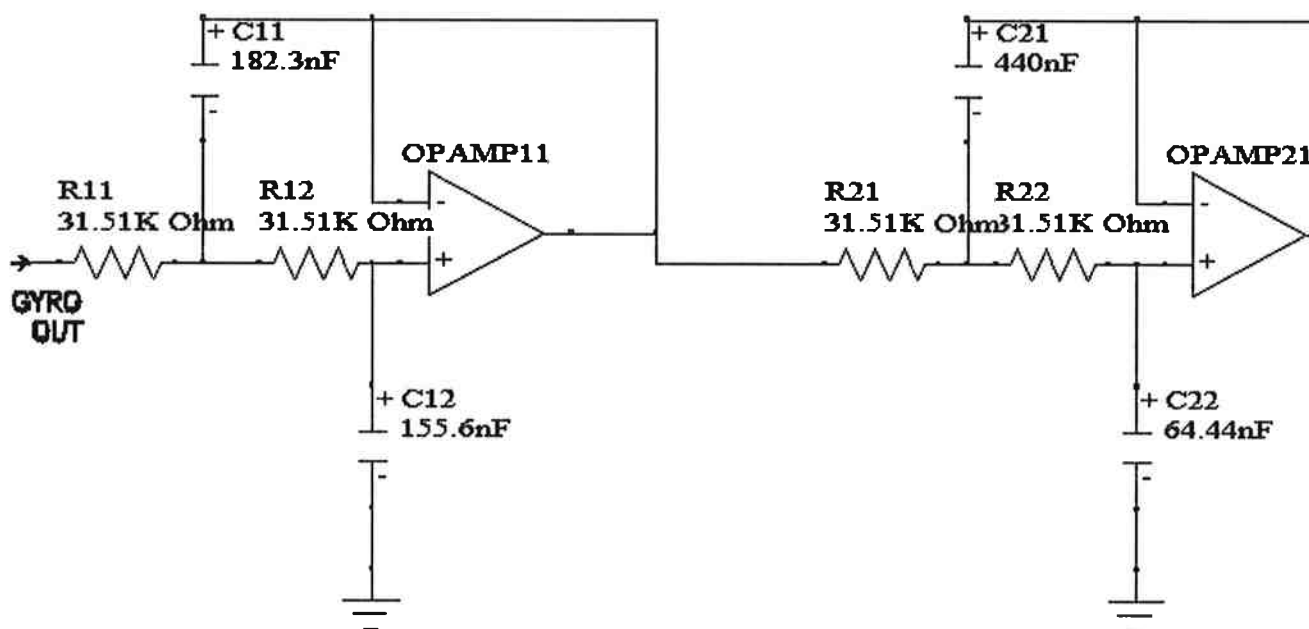 + C11
182.3nF
-
+ C21
440nF
-
OPAMP11
-
+
OPAMP21
-
+
R11
31.51K Ohm
R12
31.51K Ohm
R21
31.51K Ohm
R22
31.51K Ohm
GYRO
OUT
+ C12
155.6nF
-
+ C22
64.44nF
-